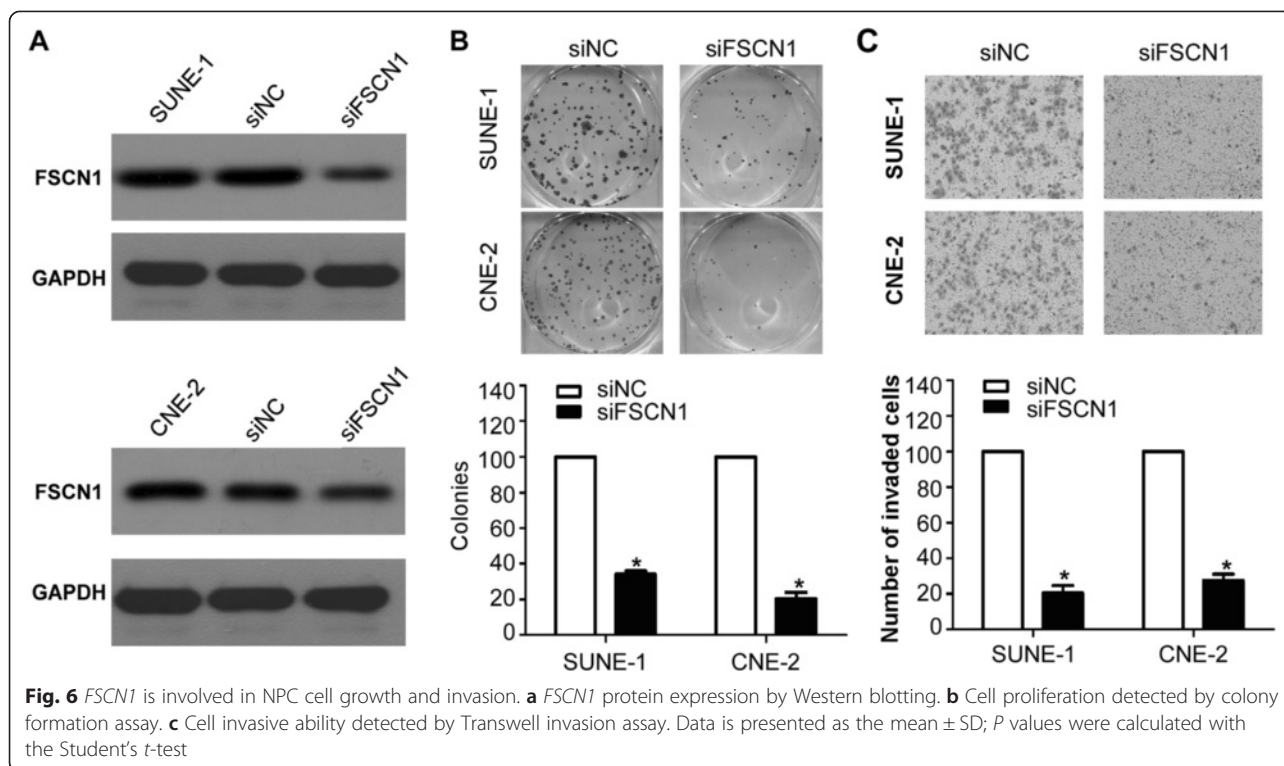 A
SUNE-1
siNC
siFSCN1
FSCN1
GAPDH
CNE-2
siNC
siFSCN1
FSCN1
GAPDH
B
siNC
siFSCN1
SUNE-1
CNE-2
siNC
siFSCN1
140
120
100
80
60
40
20
0
Colonies
*
*
SUNE-1
CNE-2
C
siNC
siFSCN1
SUNE-1
CNE-2
siNC
siFSCN1
140
120
100
80
60
40
20
0
Number of invaded cells
*
*
SUNE-1
CNE-2
Fig. 6 FSCN1 is involved in NPC cell growth and invasion. a FSCN1 protein expression by Western blotting. b Cell proliferation detected by colony
formation assay. c Cell invasive ability detected by Transwell invasion assay. Data is presented as the mean ± SD; P values were calculated with
the Student's t-test